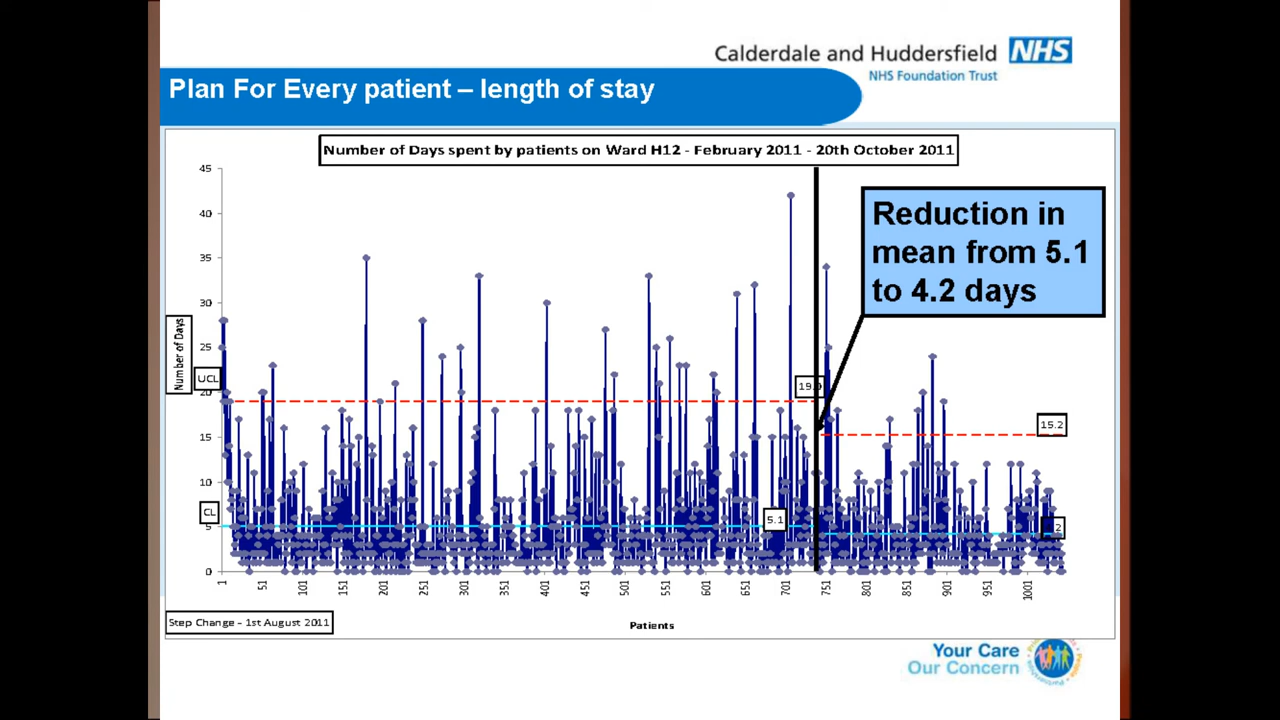 Calderdale and Huddersfield NHS
NHS Foundation Trust
Plan For Every patient – length of stay
Number of Days spent by patients on Ward H12 - February 2011 - 20th October 2011
Reduction in
mean from 5.1
to 4.2 days
Number of Days
45
40
35
30
25
20
15
10
5
0
UCL
CL
19.0
15.2
5.1
1
51
101
151
201
251
301
351
401
451
501
551
601
651
701
751
801
851
901
951
1001
Patients
Step Change - 1st August 2011
Your Care
Our Concern